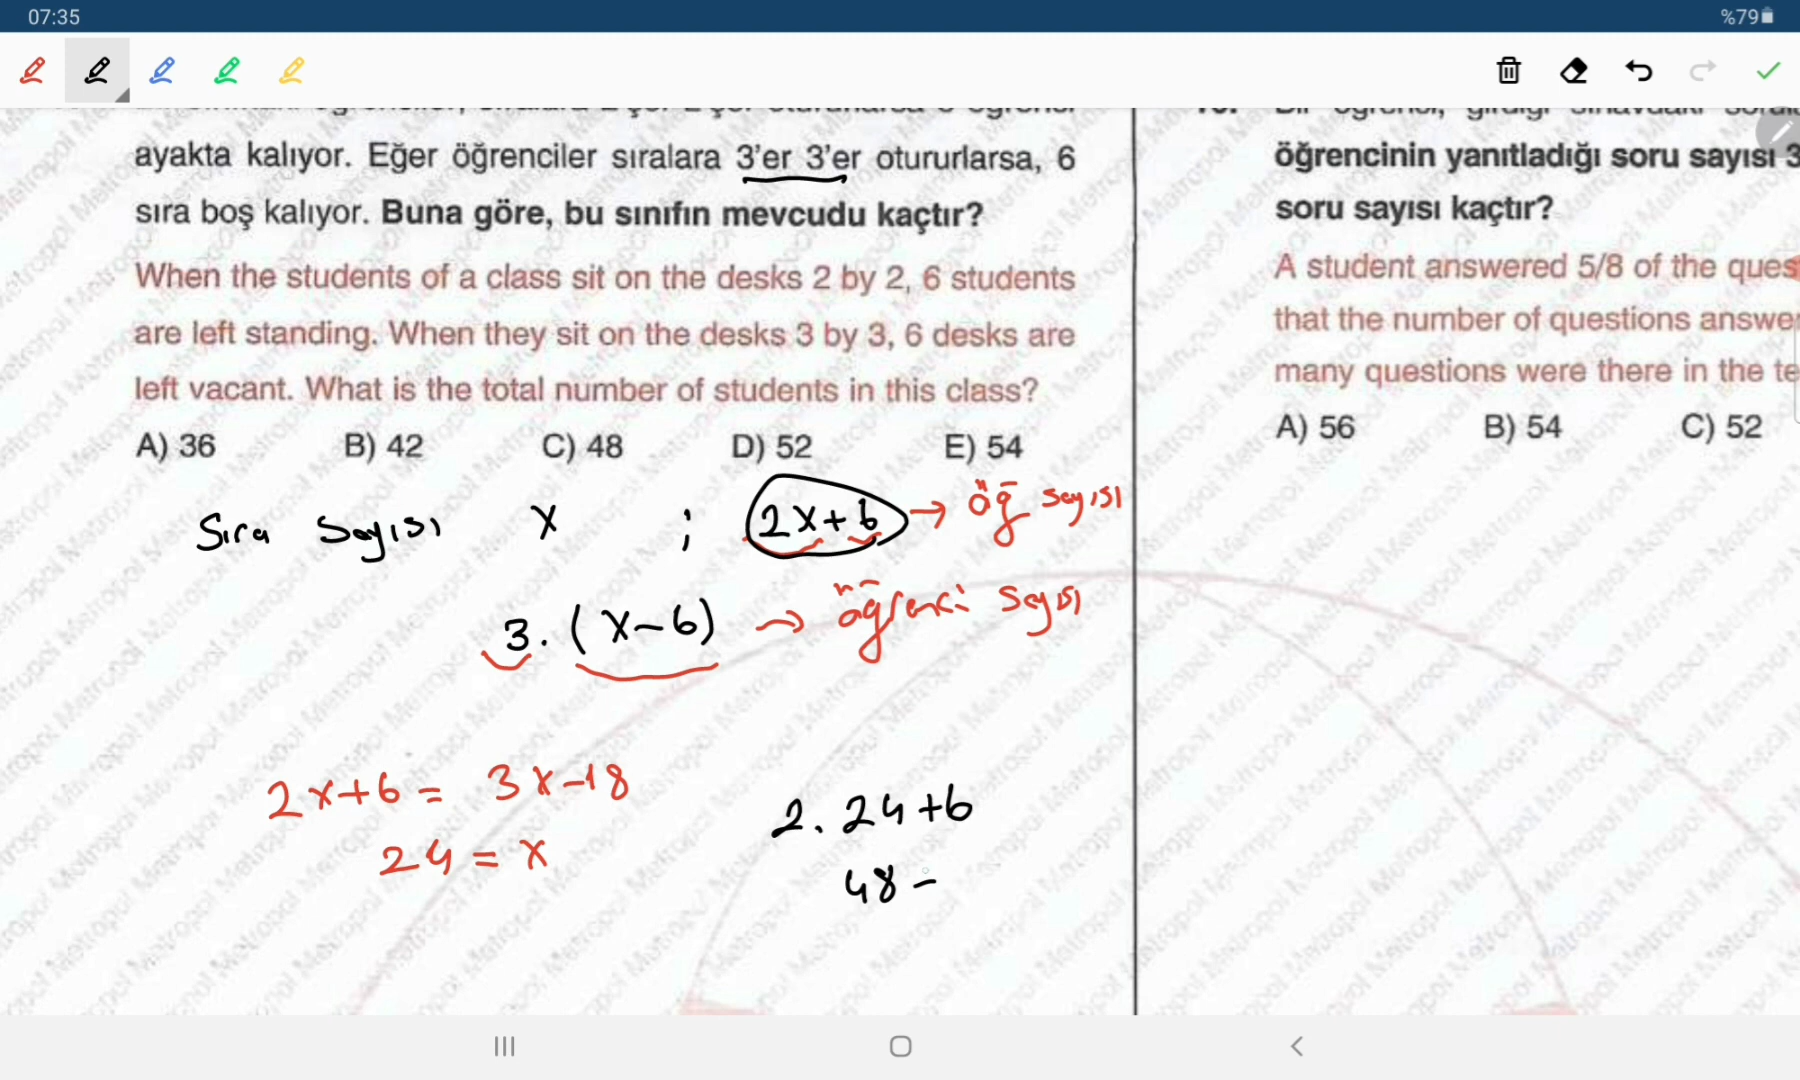 07:35
%79
ayakta kalıyor. Eğer öğrenciler sıralara 3'er 3'er otururlarsa, 6
sıra boş kalıyor. Buna göre, bu sınıfın mevcudu kaçtır?
When the students of a class sit on the desks 2 by 2, 6 students
are left standing. When they sit on the desks 3 by 3, 6 desks are
left vacant. What is the total number of students in this class?
A) 36 B) 42 C) 48 D) 52 E) 54
Sıra Sayısı x ; 2x+6 → öğ sayısı
3.(x-6) → öğrenci sayısı
2x+6 = 3x-18
24 = x
2.24+6
48 -
öğrencinin yanıtladığı soru sayısı 3
soru sayısı kaçtır?
A student answered 5/8 of the ques
that the number of questions answer
many questions were there in the te
A) 56 B) 54 C) 52